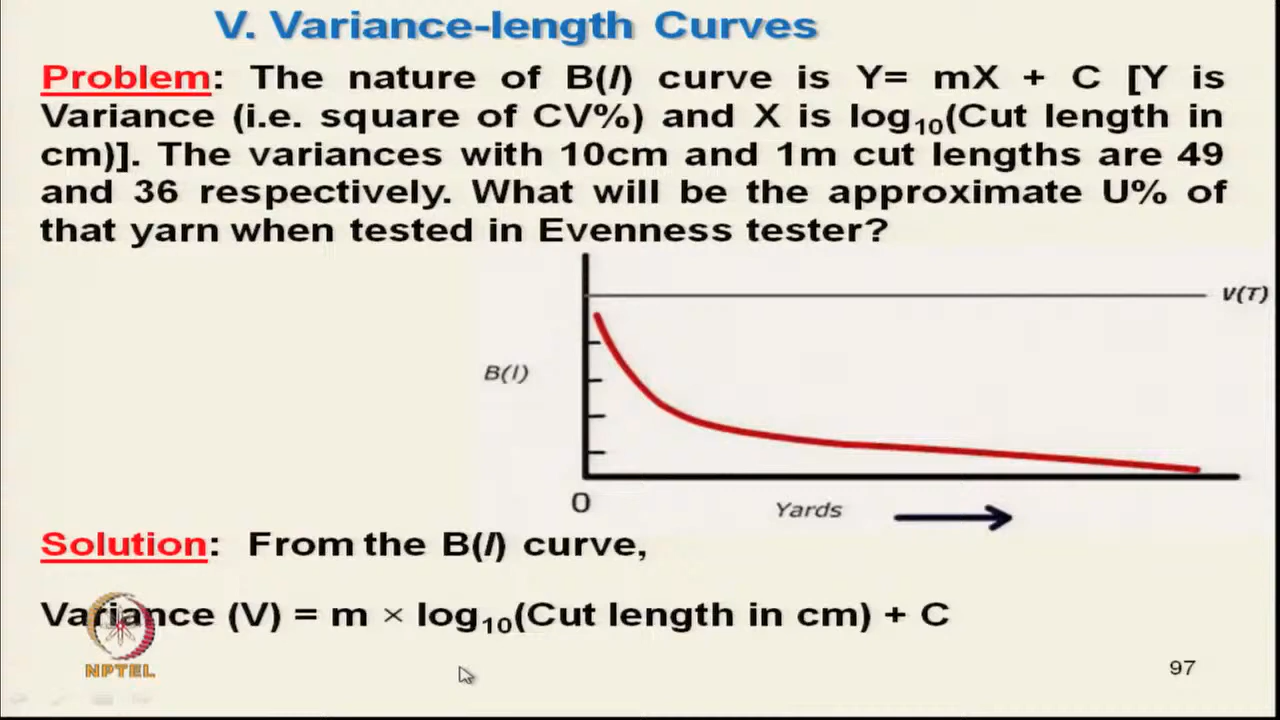 V. Variance-length Curves
Problem: The nature of B(l) curve is Y= mX + C [Y is
Variance (i.e. square of CV%) and X is log₁₀(Cut length in
cm)]. The variances with 10cm and 1m cut lengths are 49
and 36 respectively. What will be the approximate U% of
that yarn when tested in Evenness tester?
V(T)
B(l)
0
Yards
Solution: From the B(l) curve,
Variance (V) = m × log₁₀(Cut length in cm) + C
NPTEL
97